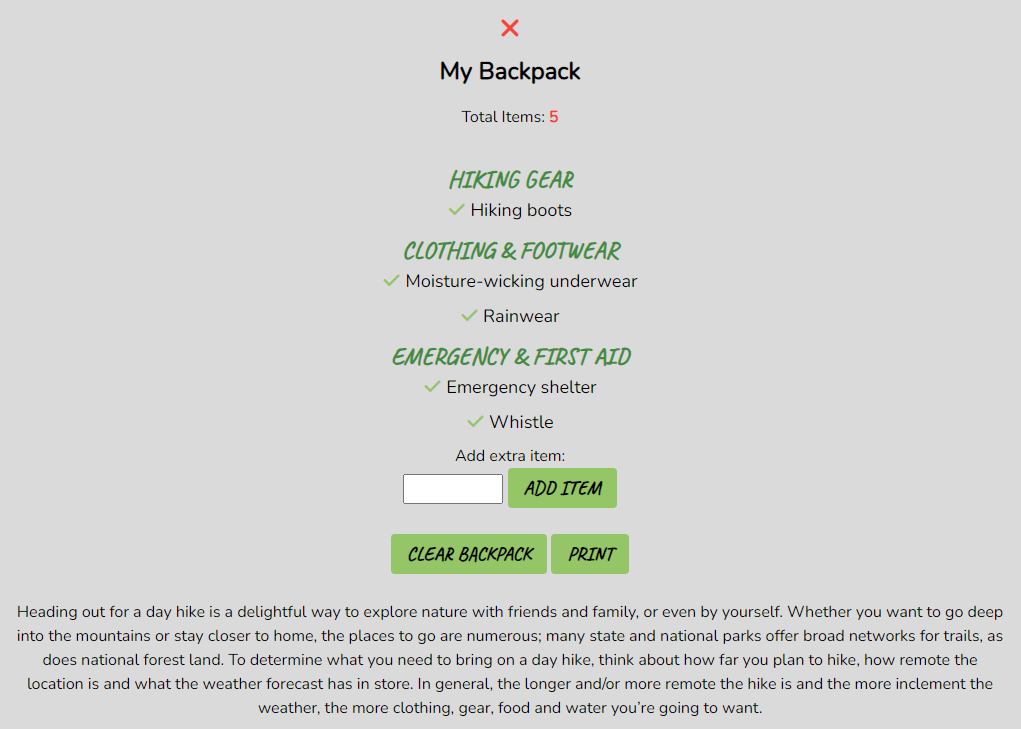 My Backpack
Total Items: 5
HIKING GEAR
Hiking boots
CLOTHING & FOOTWEAR
Moisture-wicking underwear
Rainwear
EMERGENCY & FIRST AID
Emergency shelter
Whistle
Add extra item:
ADD ITEM
CLEAR BACKPACK PRINT
Heading out for a day hike is a delightful way to explore nature with friends and family, or even by yourself. Whether you want to go deep
into the mountains or stay closer to home, the places to go are numerous; many state and national parks offer broad networks for trails, as
does national forest land. To determine what you need to bring on a day hike, think about how far you plan to hike, how remote the
location is and what the weather forecast has in store. In general, the longer and/or more remote the hike is and the more inclement the
weather, the more clothing, gear, food and water you’re going to want.